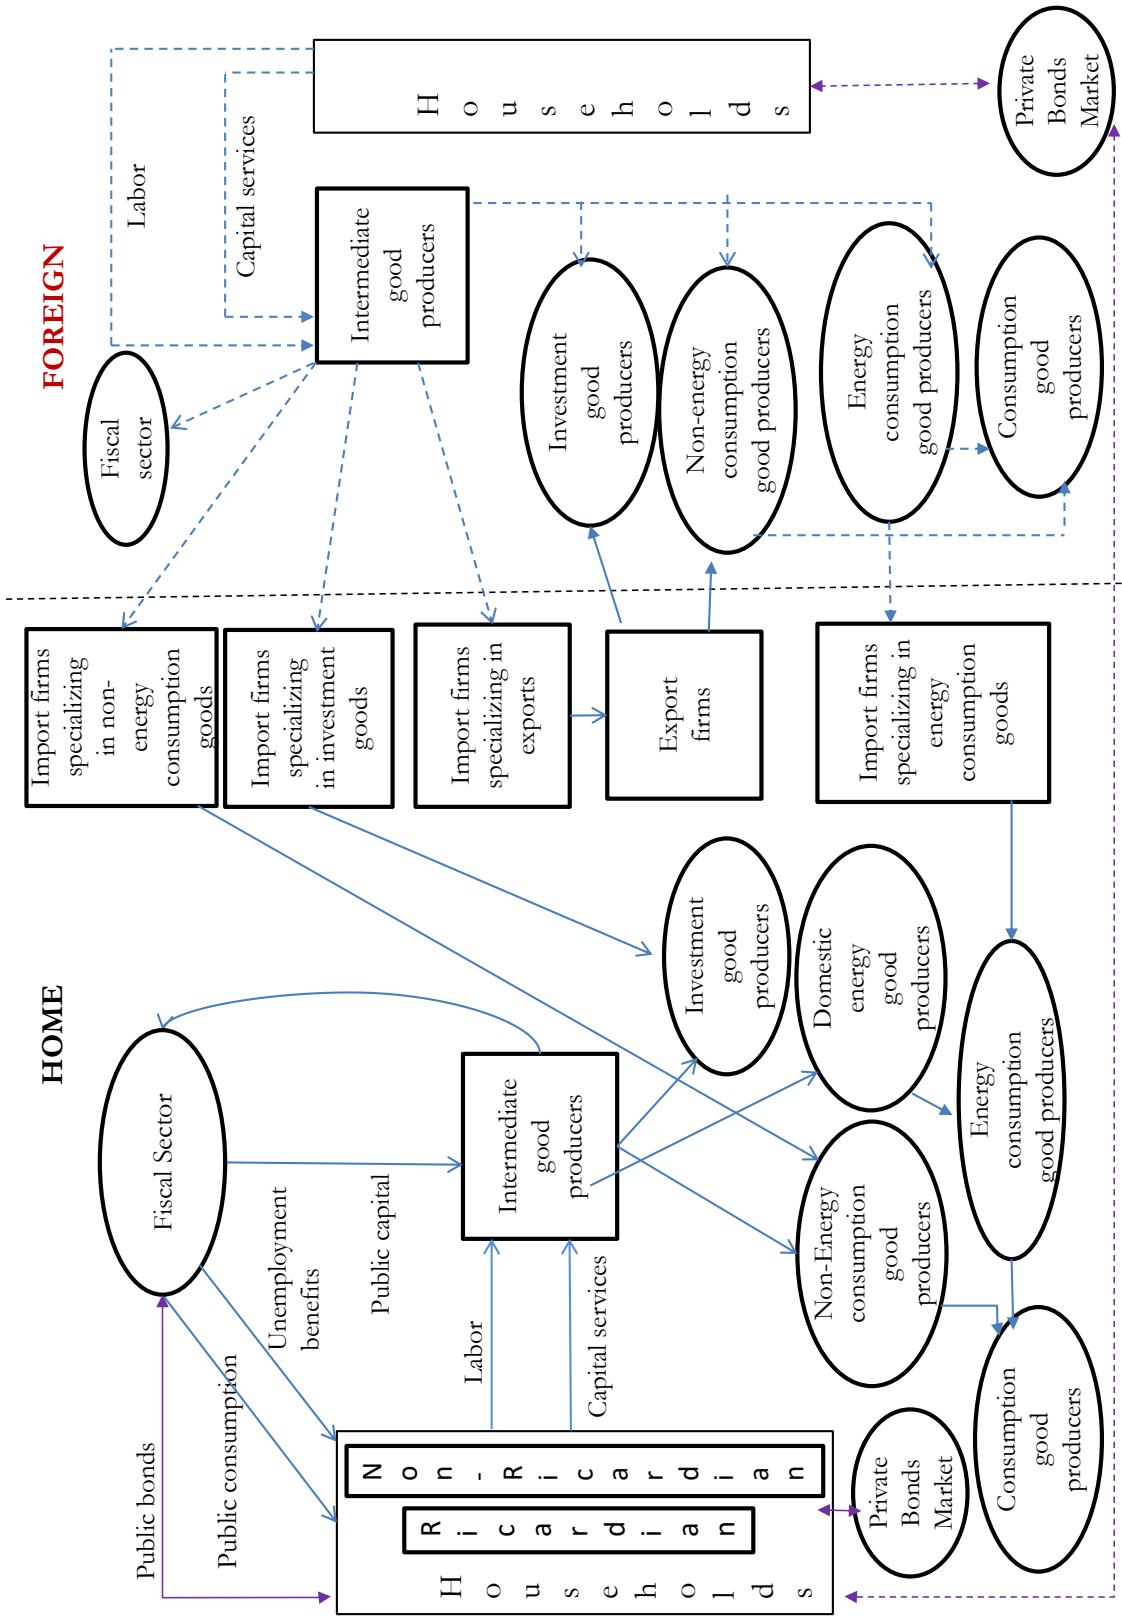 HOME
FOREIGN
Public bonds
Public consumption
Fiscal Sector
Unemployment
benefits
Public capital
Labor
Capital services
Households
Ricardian
Non-Ricardian
Intermediate
good
producers
Private
Bonds
Market
Consumption
good
producers
Non-Energy
consumption
good
producers
Energy
consumption
good producers
Domestic
energy
good
producers
Investment
good
producers
Import firms
specializing
in non-
energy
consumption
goods
Import firms
specializing
in investment
goods
Import firms
specializing in
exports
Export
firms
Import firms
specializing in
energy
consumption
goods
Fiscal
sector
Labor
Capital services
Intermediate
good
producers
Investment
good
producers
Non-energy
consumption
good producers
Energy
consumption
good producers
Consumption
good
producers
Households
Private
Bonds
Market